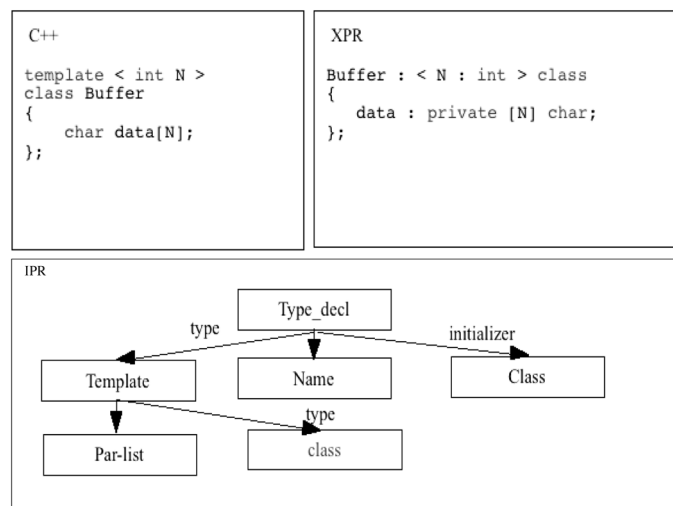 C++
template < int N >
class Buffer
{
char data[N];
};
XPR
Buffer : < N : int > class
{
data : private [N] char;
};
IPR
Type_decl
type
initializer
Template
Name
Class
type
Par-list
class